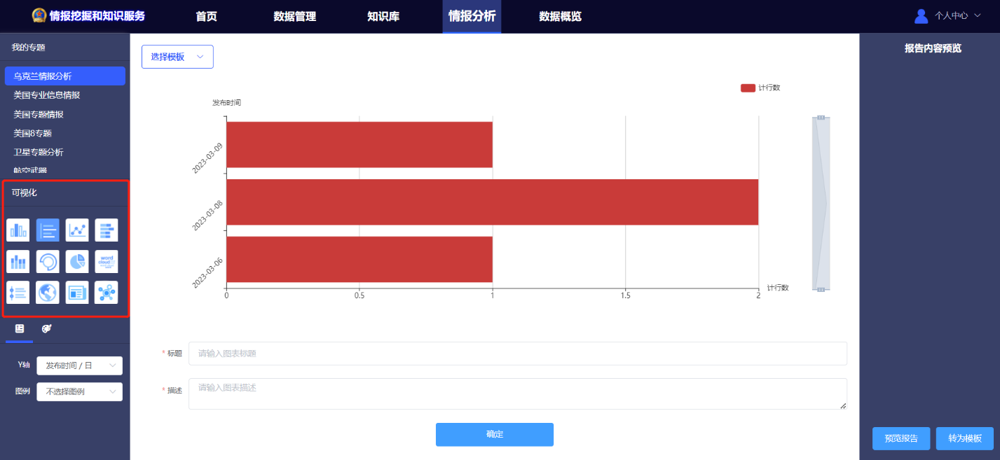 情报挖掘和知识服务
首页
数据管理
知识库
情报分析
数据概览
个人中心
我的专题
乌克兰情报分析
美国专业信息情报
美国专题情报
美国8专题
卫星专题分析
航空武器
可视化
word
cloud
Y轴
发布时间 / 日
图例
不选择图例
选择模板
计行数
发布时间
2023-03-09
2023-03-08
2023-03-06
0
0.5
1
1.5
2
计行数
* 标题
请输入图表标题
* 描述
请输入图表描述
确定
报告内容预览
预览报告
转为模板